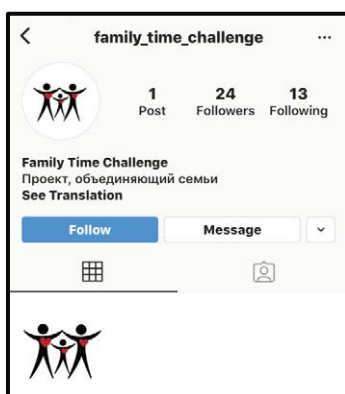 family_time_challenge
1 24 13
Post Followers Following
Family Time Challenge
Проект, объединяющий семьи
See Translation
Follow Message